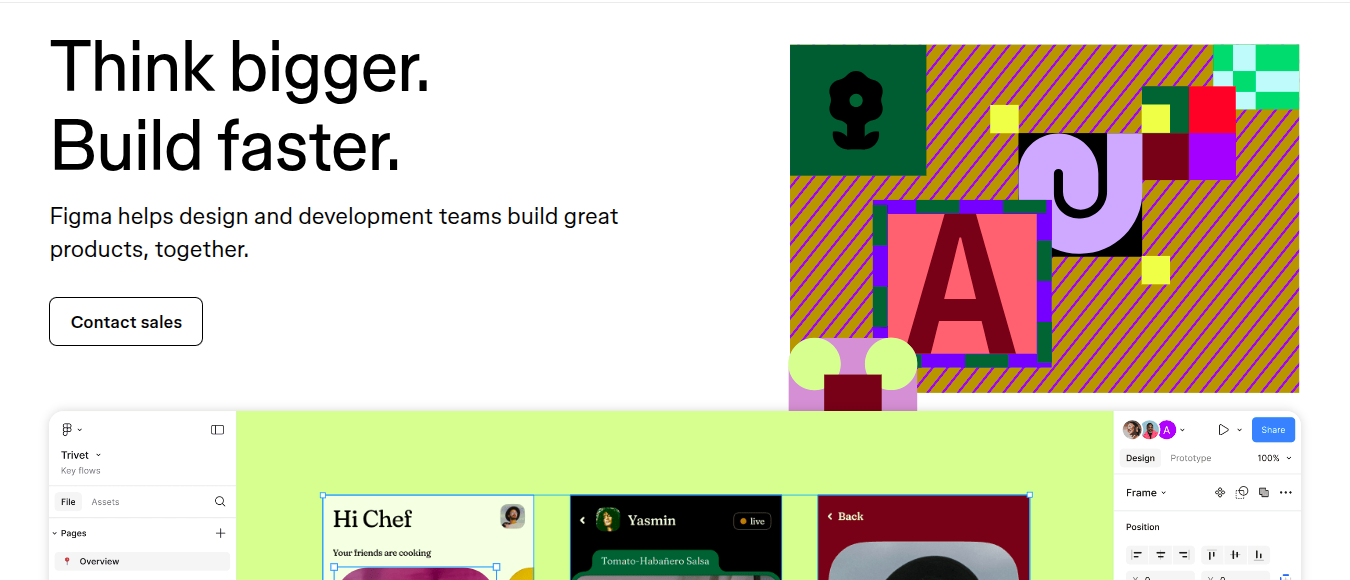 Think bigger.
Build faster.
Figma helps design and development teams build great
products, together.
Contact sales
J
A
Trivet
Key flows
File
Assets
Pages
Overview
Hi Chef
Your friends are cooking
Yasmin
live
Tomato-Habañero Salsa
Back
A
Share
Design
Prototype
100%
Frame
Position